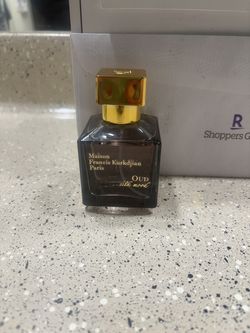 R
Shoppers G
Maison
Francis Kurkdjian
Paris
OUD
silk mood